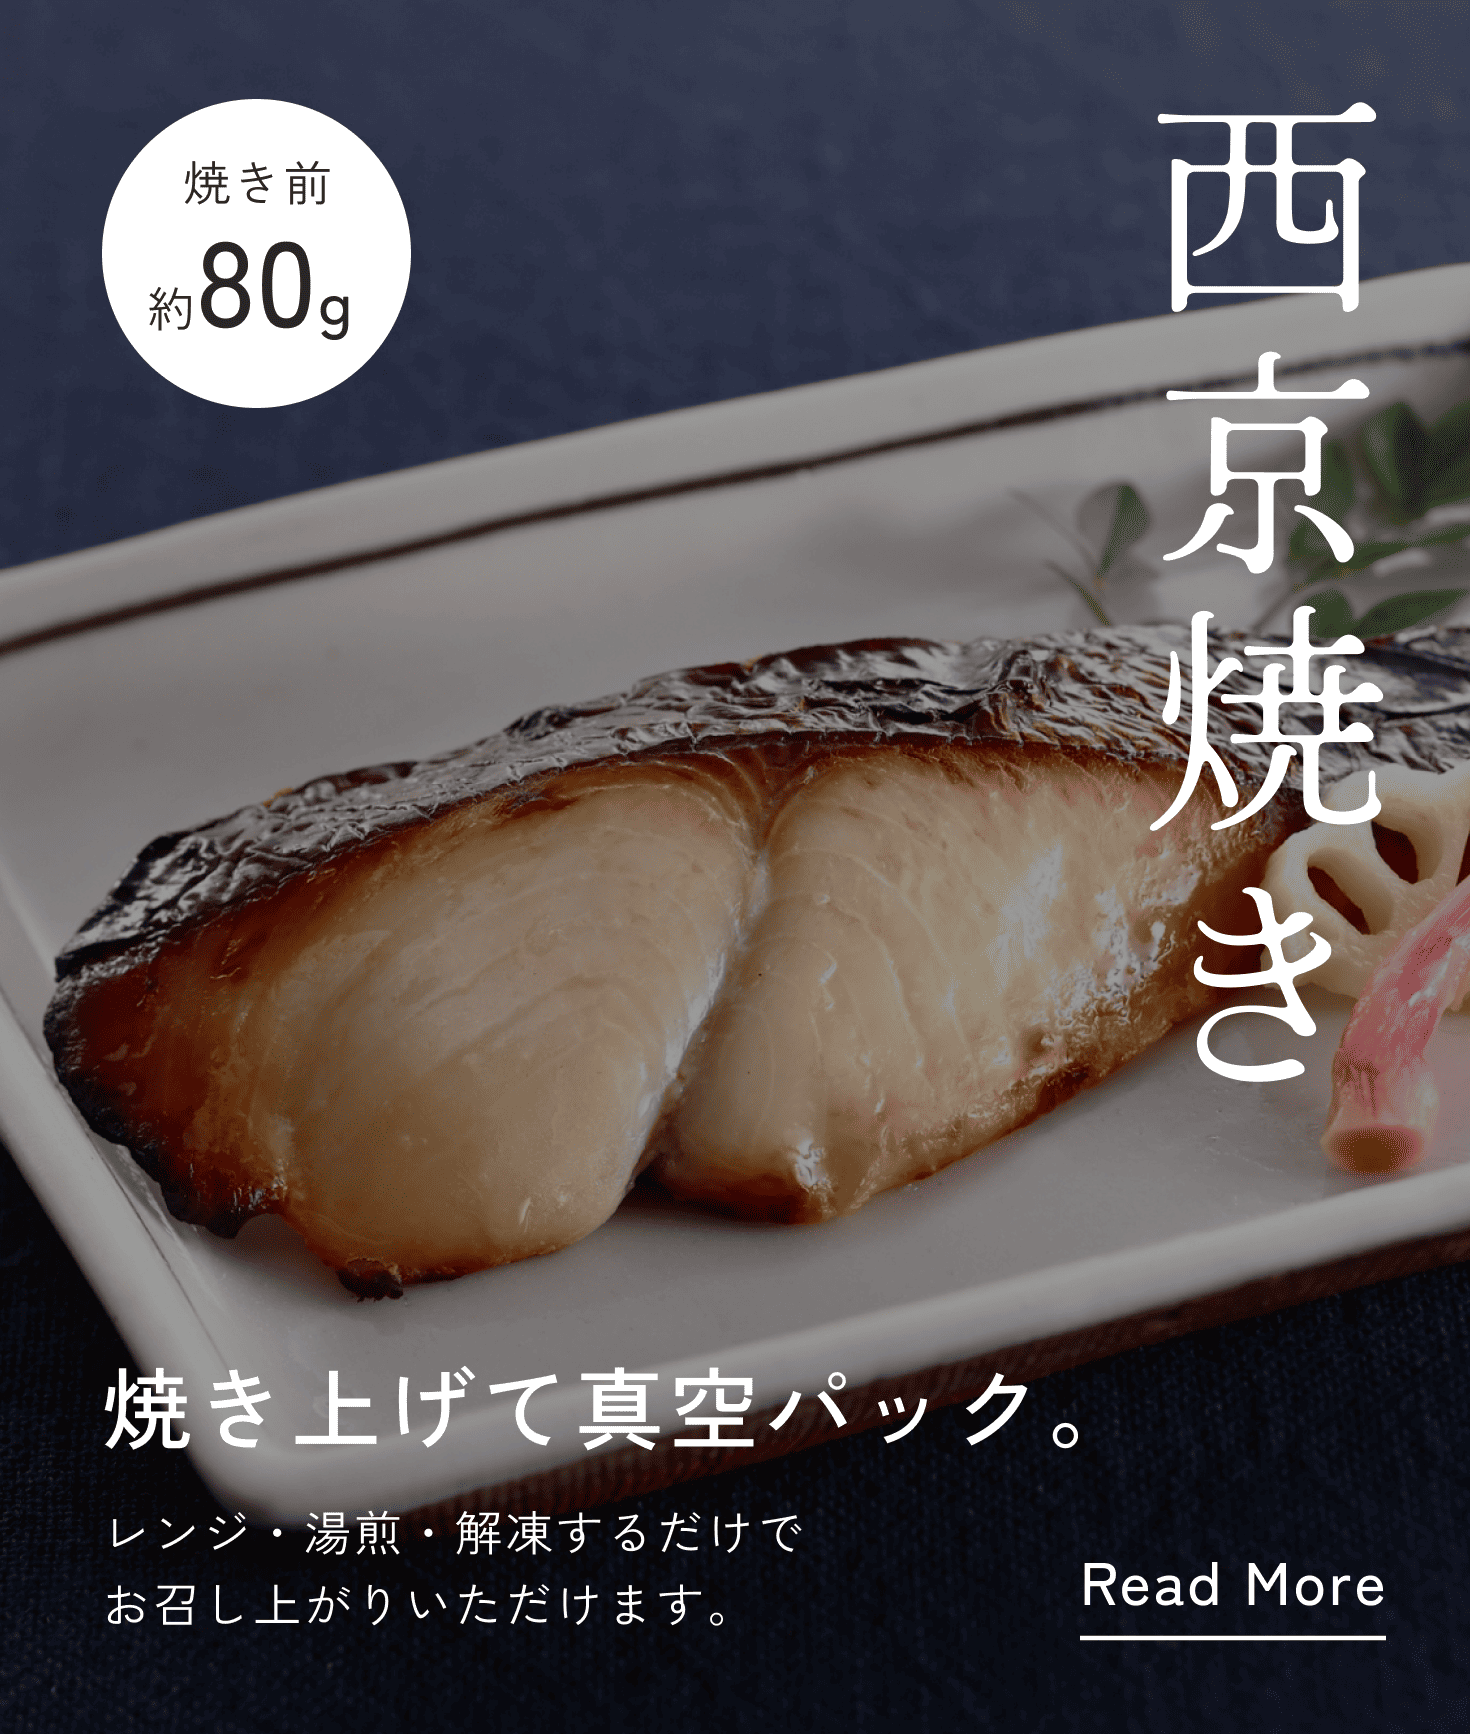 焼き前
約80g
西京焼き
焼き上げて真空パック。
レンジ・湯煎・解凍するだけで
お召し上がりいただけます。
Read More